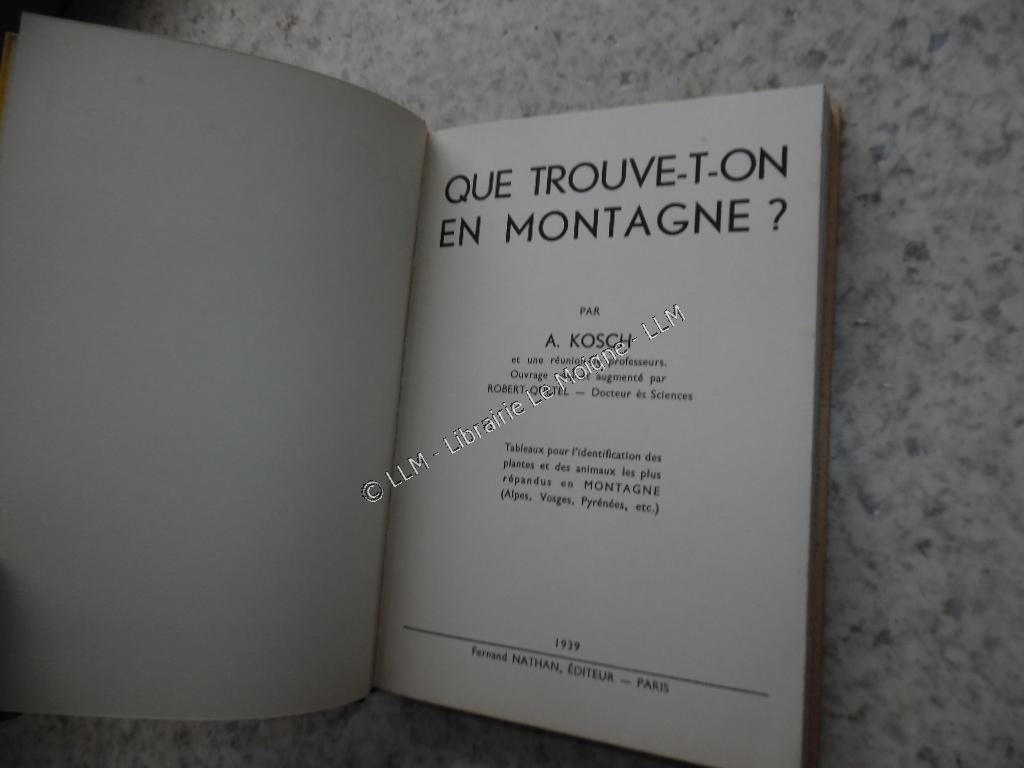 QUE TROUVE-T-ON
EN MONTAGNE ?
PAR
A. KOSCH
et une réunion professeurs.
Ouvrage et augmenté par
ROBERT — Docteur ès Sciences
Tableaux pour l'identification des
plantes et des animaux les plus
répandus en MONTAGNE
(Alpes, Vosges, Pyrénées, etc.)
1939
Fernand NATHAN, ÉDITEUR — PARIS
© LLM - Librairie Le Moigne - LLM